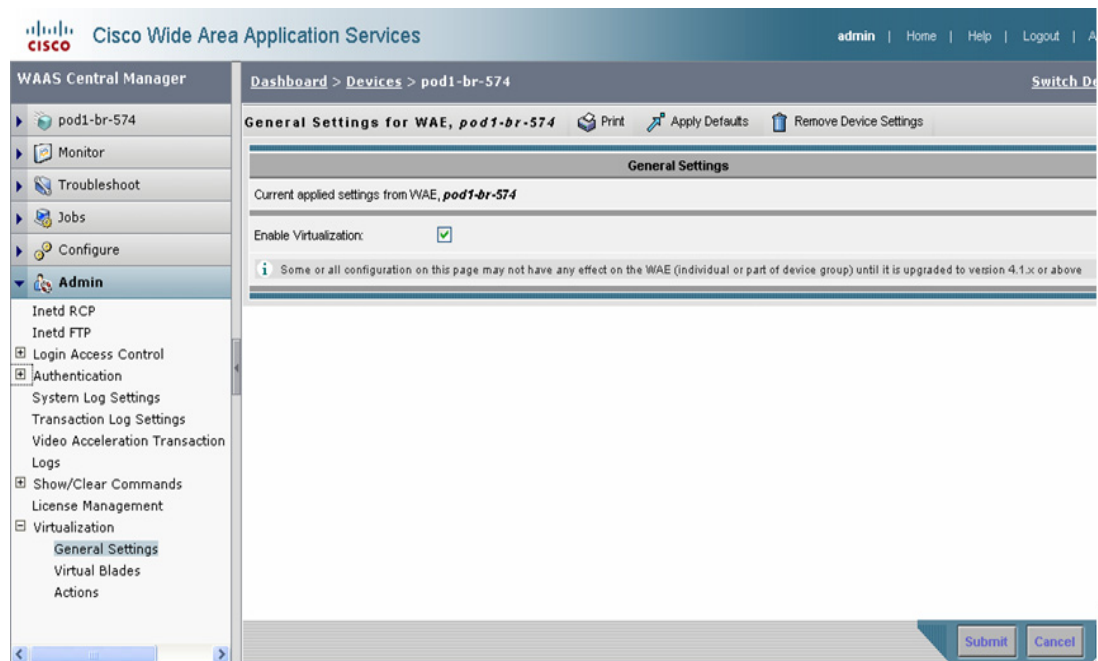 CISCO
Cisco Wide Area Application Services
admin | Home | Help | Logout | A
WAAS Central Manager
Dashboard > Devices > pod1-br-574
Switch De
pod1-br-574
General Settings for WAE, pod1-br-574
Print
Apply Defaults
Remove Device Settings
Monitor
Troubleshoot
Jobs
Configure
Admin
Inetd RCP
Inetd FTP
Login Access Control
Authentication
System Log Settings
Transaction Log Settings
Video Acceleration Transaction
Logs
Show/Clear Commands
License Management
Virtualization
General Settings
Virtual Blades
Actions
General Settings
Current applied settings from WAE, pod1-br-574
Enable Virtualization:
Some or all configuration on this page may not have any effect on the WAE (individual or part of device group) until it is upgraded to version 4.1.x or above
Submit
Cancel